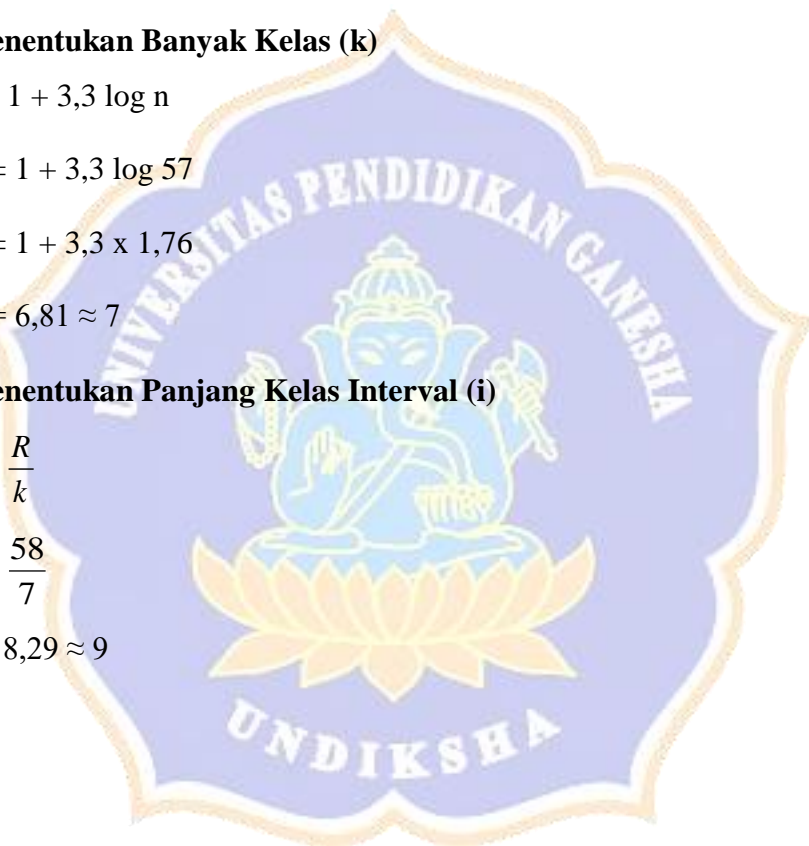 enentukan Banyak Kelas (k)
1 + 3,3 log n
= 1 + 3,3 log 57
= 1 + 3,3 x 1,76
= 6,81 ≈ 7
enentukan Panjang Kelas Interval (i)
R
k
58
7
8,29 ≈ 9
UNIVERSITAS PENDIDIKAN GANESHA
UNDIKSHA